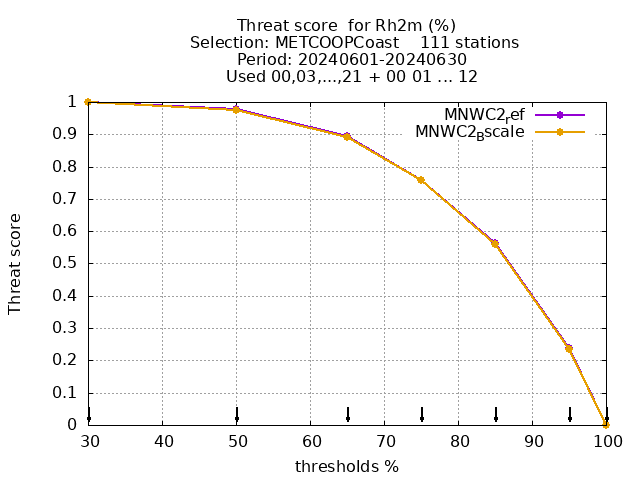 Threat score  for Rh2m (%)
Selection: METCOOPCoast    111 stations
Period: 20240601-20240630
Used 00,03,...,21 + 00 01 ... 12
MNWC2ref
MNWC2Bscale
1
0.9
0.8
0.7
0.6
0.5
0.4
0.3
0.2
0.1
0
Threat score
30 40 50 60 70 80 90 100
thresholds %